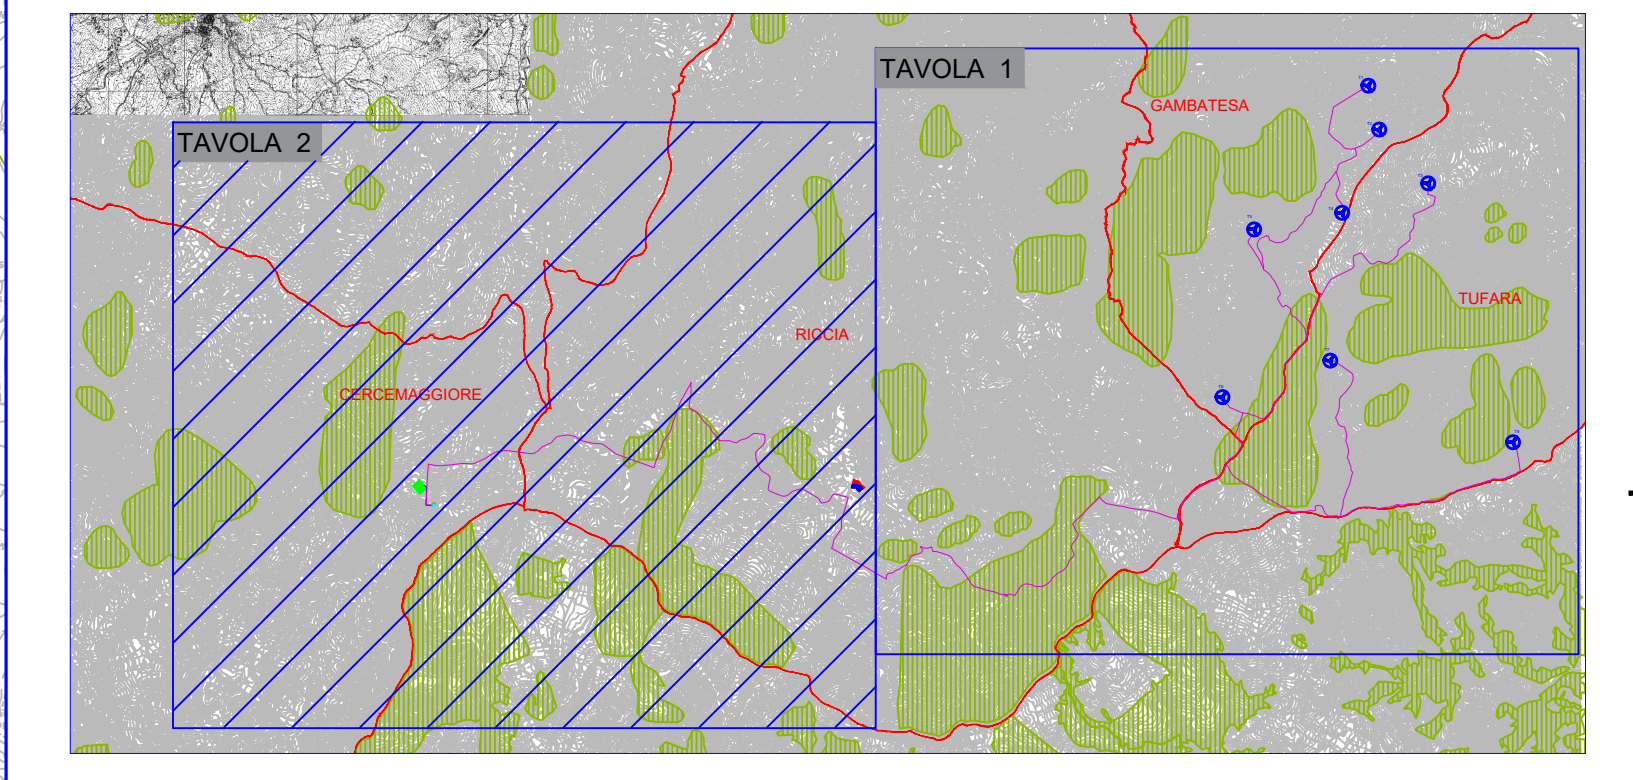 TAVOLA 1
GAMBATESA
TAVOLA 2
TUFARA
RICCIA
CERCEMAGGIORE